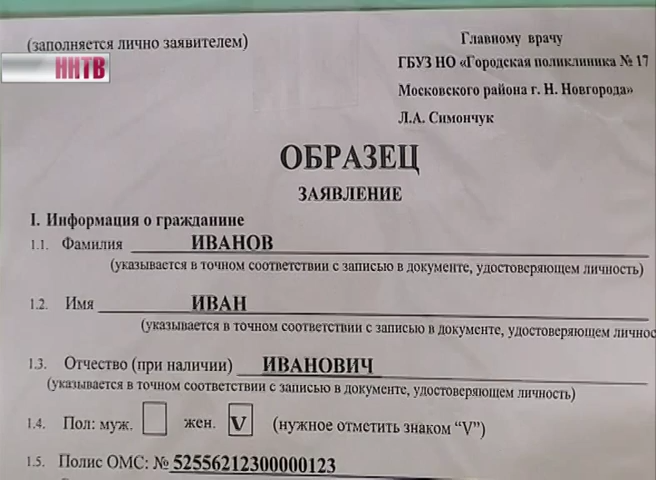 (заполняется лично заявителем)
ННТВ
Главному врачу
ГБУЗ НО «Городская поликлиника № 17
Московского района г. Н. Новгорода»
Л.А. Симончук
ОБРАЗЕЦ
ЗАЯВЛЕНИЕ
I. Информация о гражданине
1.1. Фамилия ИВАНОВ
(указывается в точном соответствии с записью в документе, удостоверяющем личность)
1.2. Имя ИВАН
(указывается в точном соответствии с записью в документе, удостоверяющем личнос
1.3. Отчество (при наличии) ИВАНОВИЧ
(указывается в точном соответствии с записью в документе, удостоверяющем личность)
1.4. Пол: муж. жен. V (нужное отметить знаком “V”)
1.5. Полис ОМС: № 52556212300000123